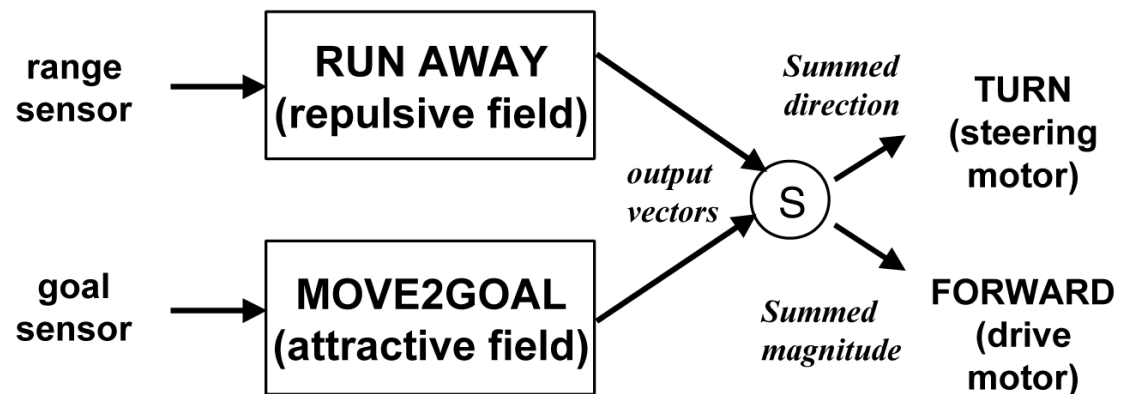 range
sensor
RUN AWAY
(repulsive field)
Summed
direction
TURN
(steering
motor)
output
vectors
S
goal
sensor
MOVE2GOAL
(attractive field)
Summed
magnitude
FORWARD
(drive
motor)